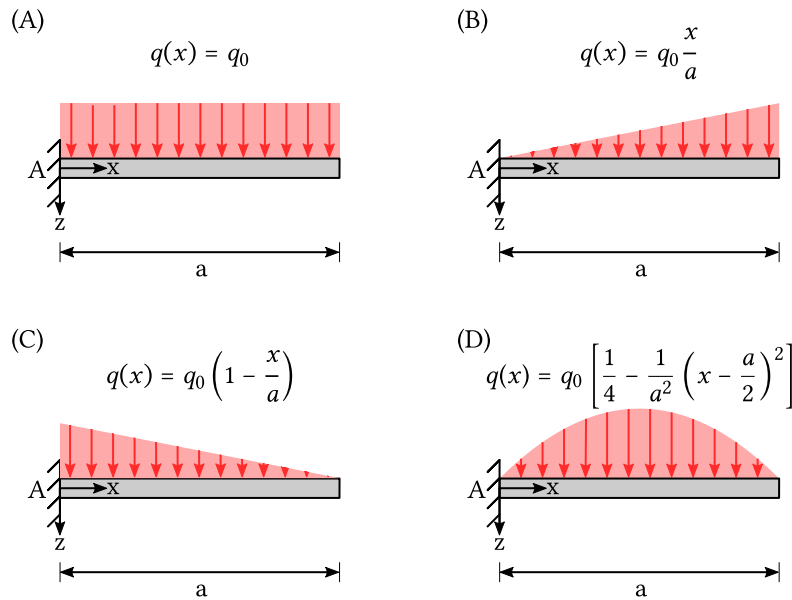 (A)
q(x) = q₀
A
x
z
a
(B)
q(x) = q₀ x/a
A
x
z
a
(C)
q(x) = q₀ (1 − x/a)
A
x
z
a
(D)
q(x) = q₀ [1/4 − 1/a² (x − a/2)²]
A
x
z
a